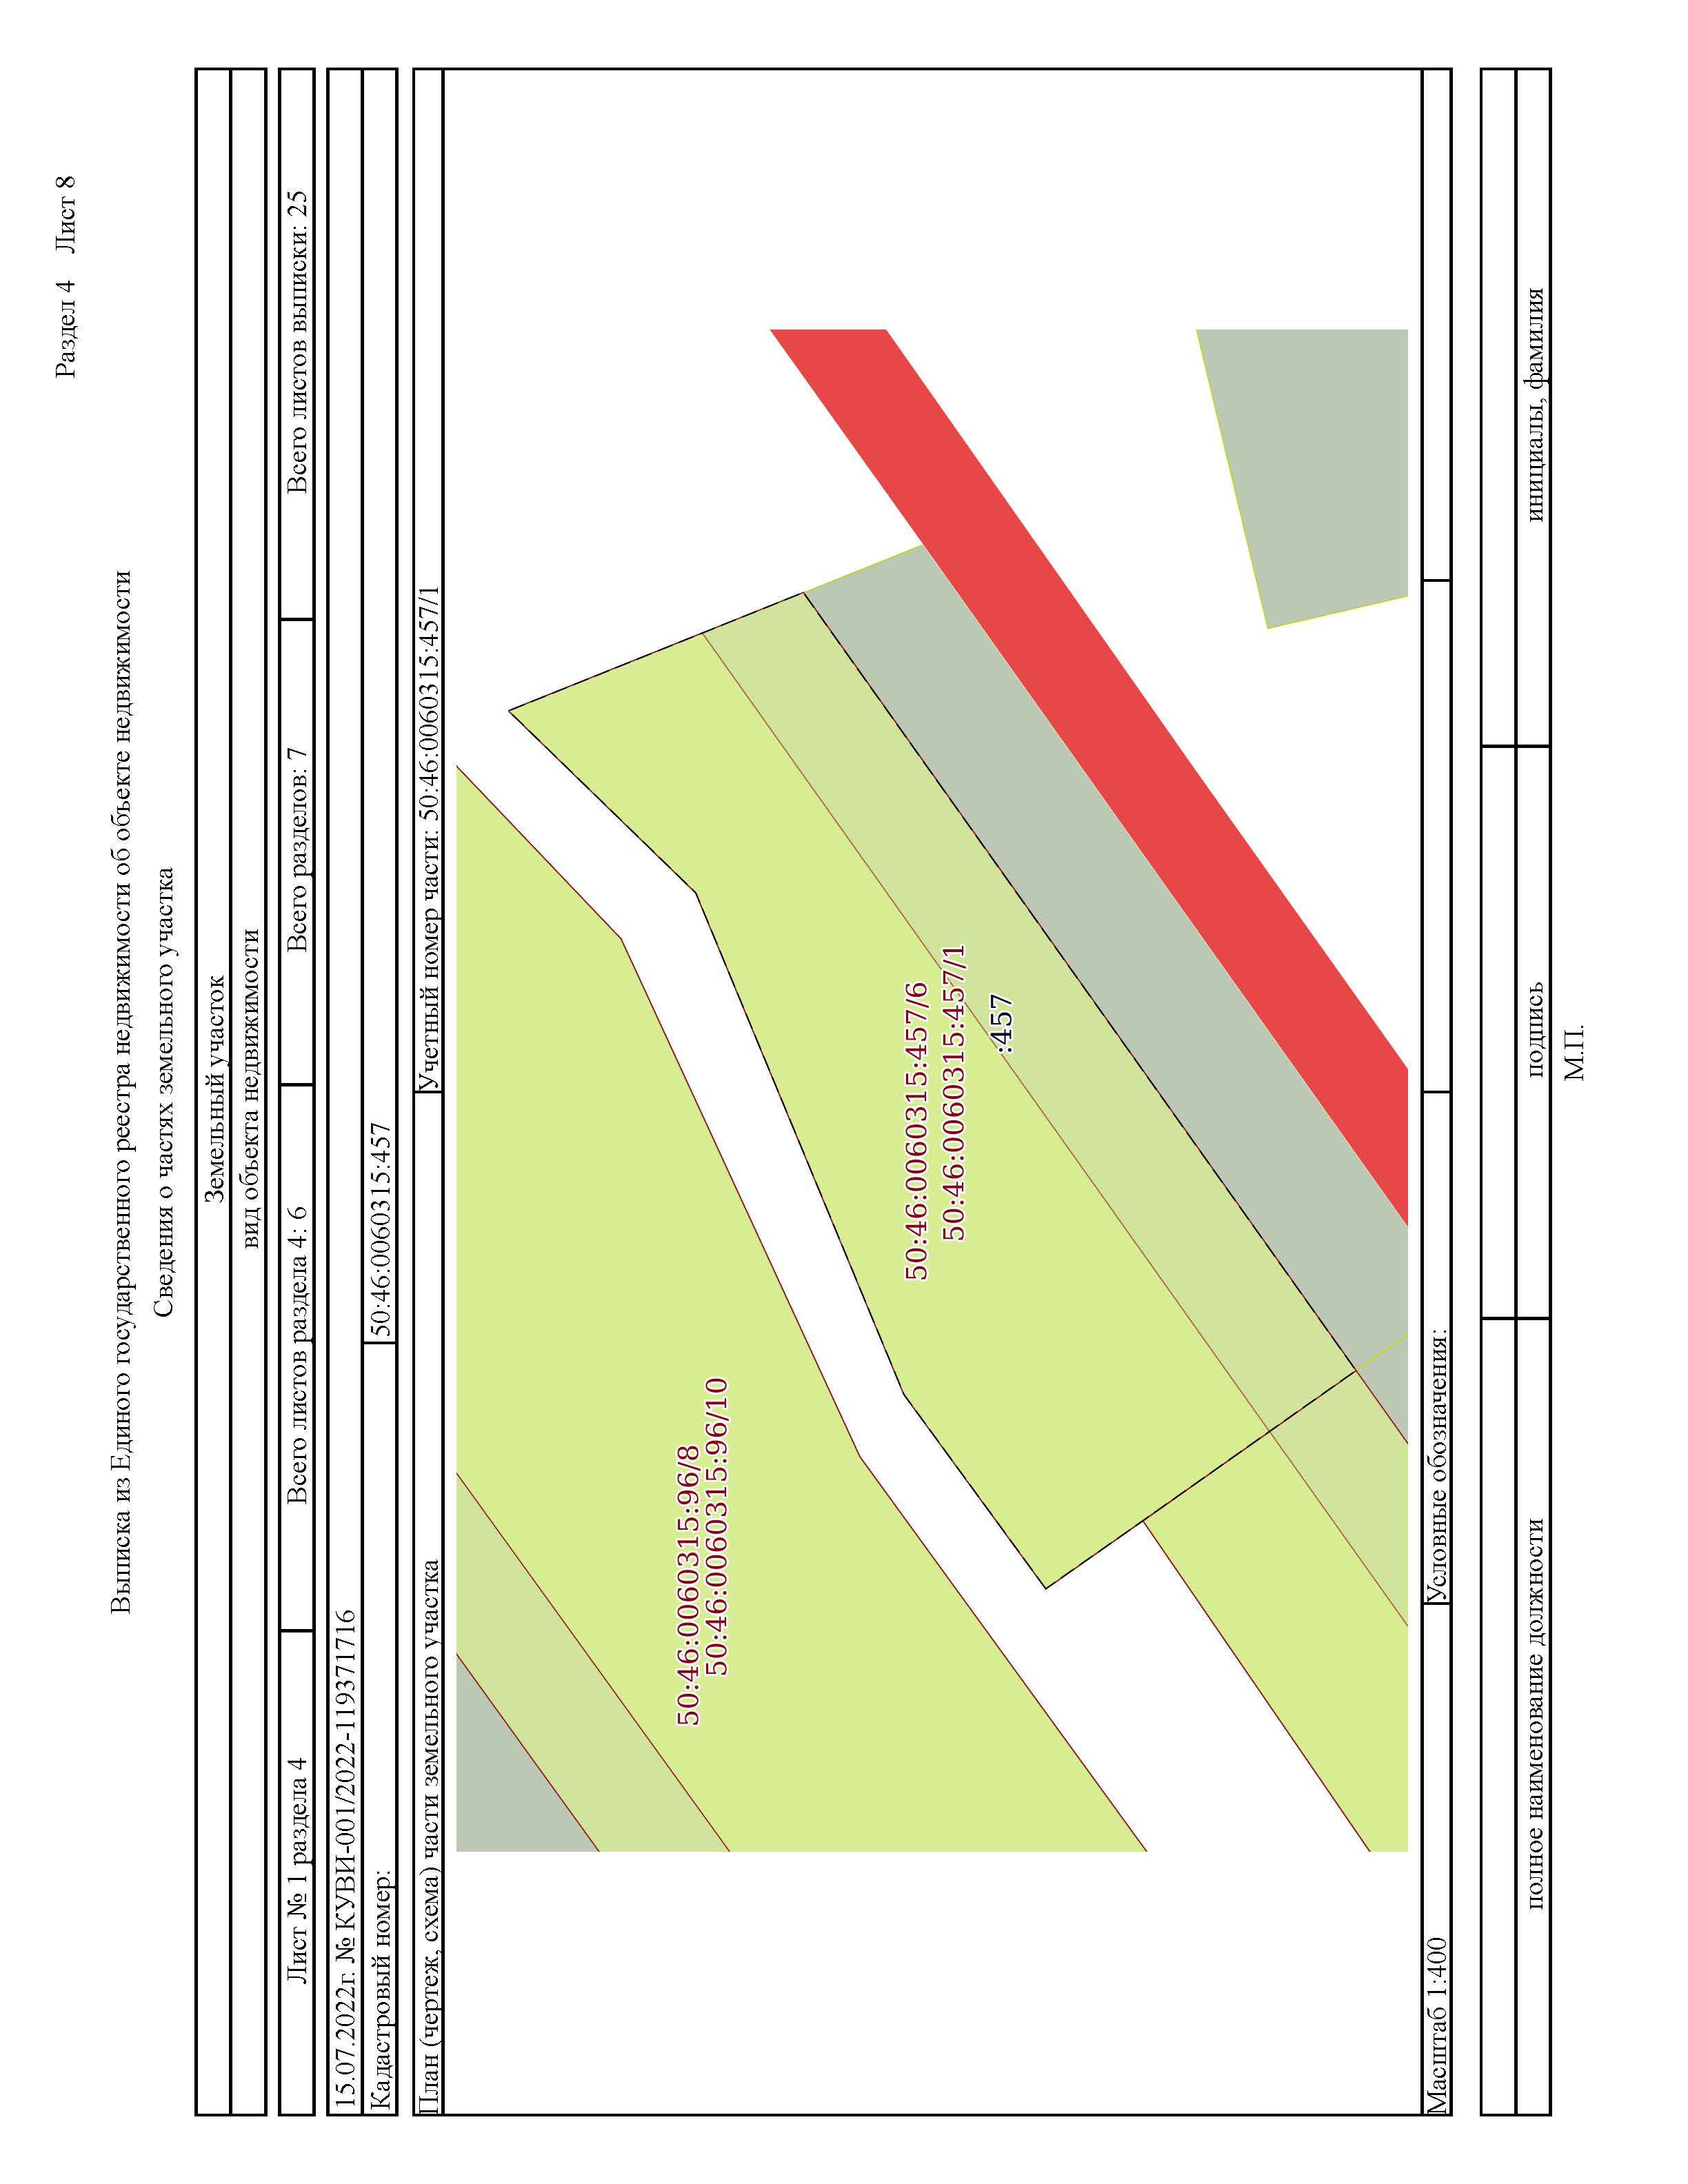 Раздел 4 Лист 8
Выписка из Единого государственного реестра недвижимости об объекте недвижимости
Сведения о частях земельного участка
Земельный участок
вид объекта недвижимости
Лист № 1 раздела 4 Всего листов раздела 4: 6 Всего разделов: 7 Всего листов выписки: 25
15.07.2022г. № КУВИ-001/2022-119371716
Кадастровый номер: 50:46:0060315:457
План (чертеж, схема) части земельного участка Учетный номер части: 50:46:0060315:457/1
50:46:0060315:96/8
50:46:0060315:96/10
50:46:0060315:457/6
50:46:0060315:457/1
:457
Масштаб 1:400 Условные обозначения:
полное наименование должности подпись инициалы, фамилия
М.П.